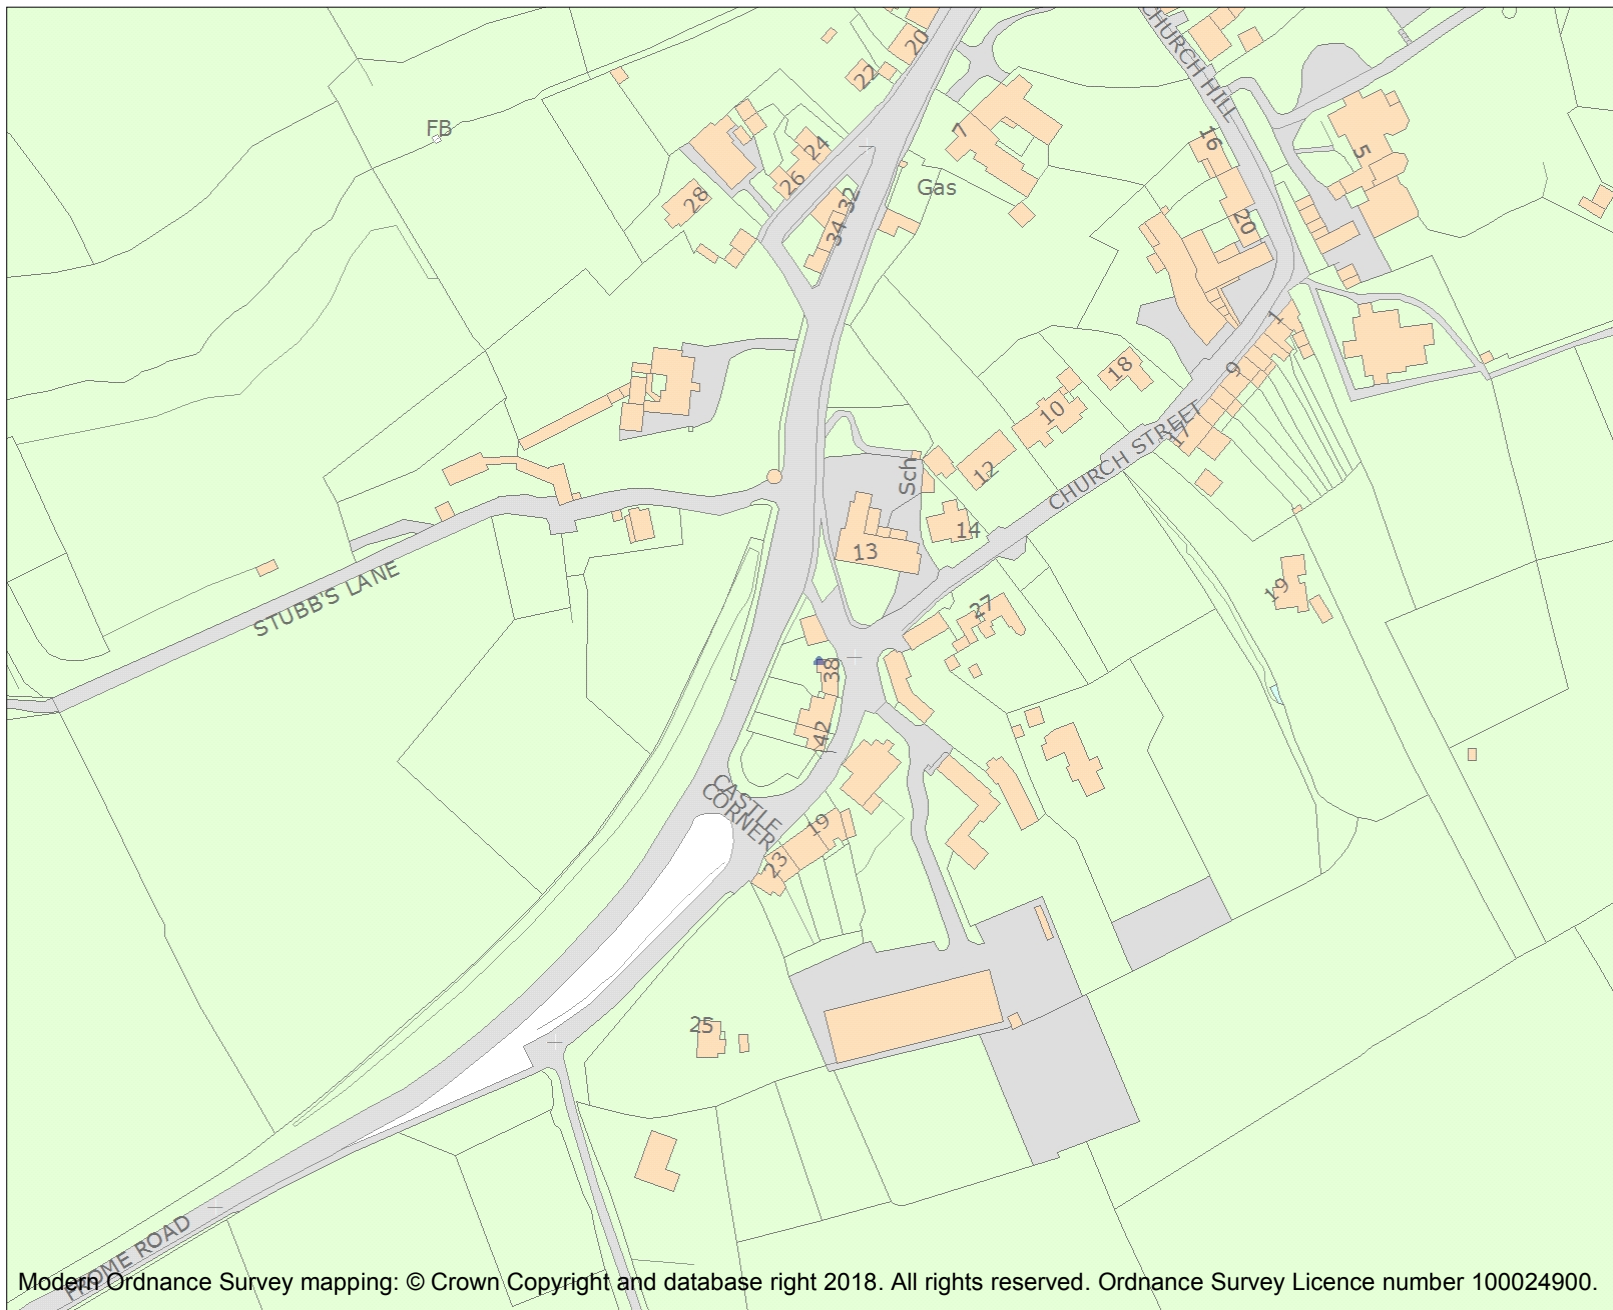 CHURCH HILL
20
22
FB
7
24
16
5
26
Gas
28
32
34
20
1
18
9
10
17
CHURCH STREET
12
Sch
14
13
STUBB'S LANE
27
19
38
42
CASTLE
CORNER
19
23
25
FROME ROAD
Modern Ordnance Survey mapping: © Crown Copyright and database right 2018. All rights reserved. Ordnance Survey Licence number 100024900.